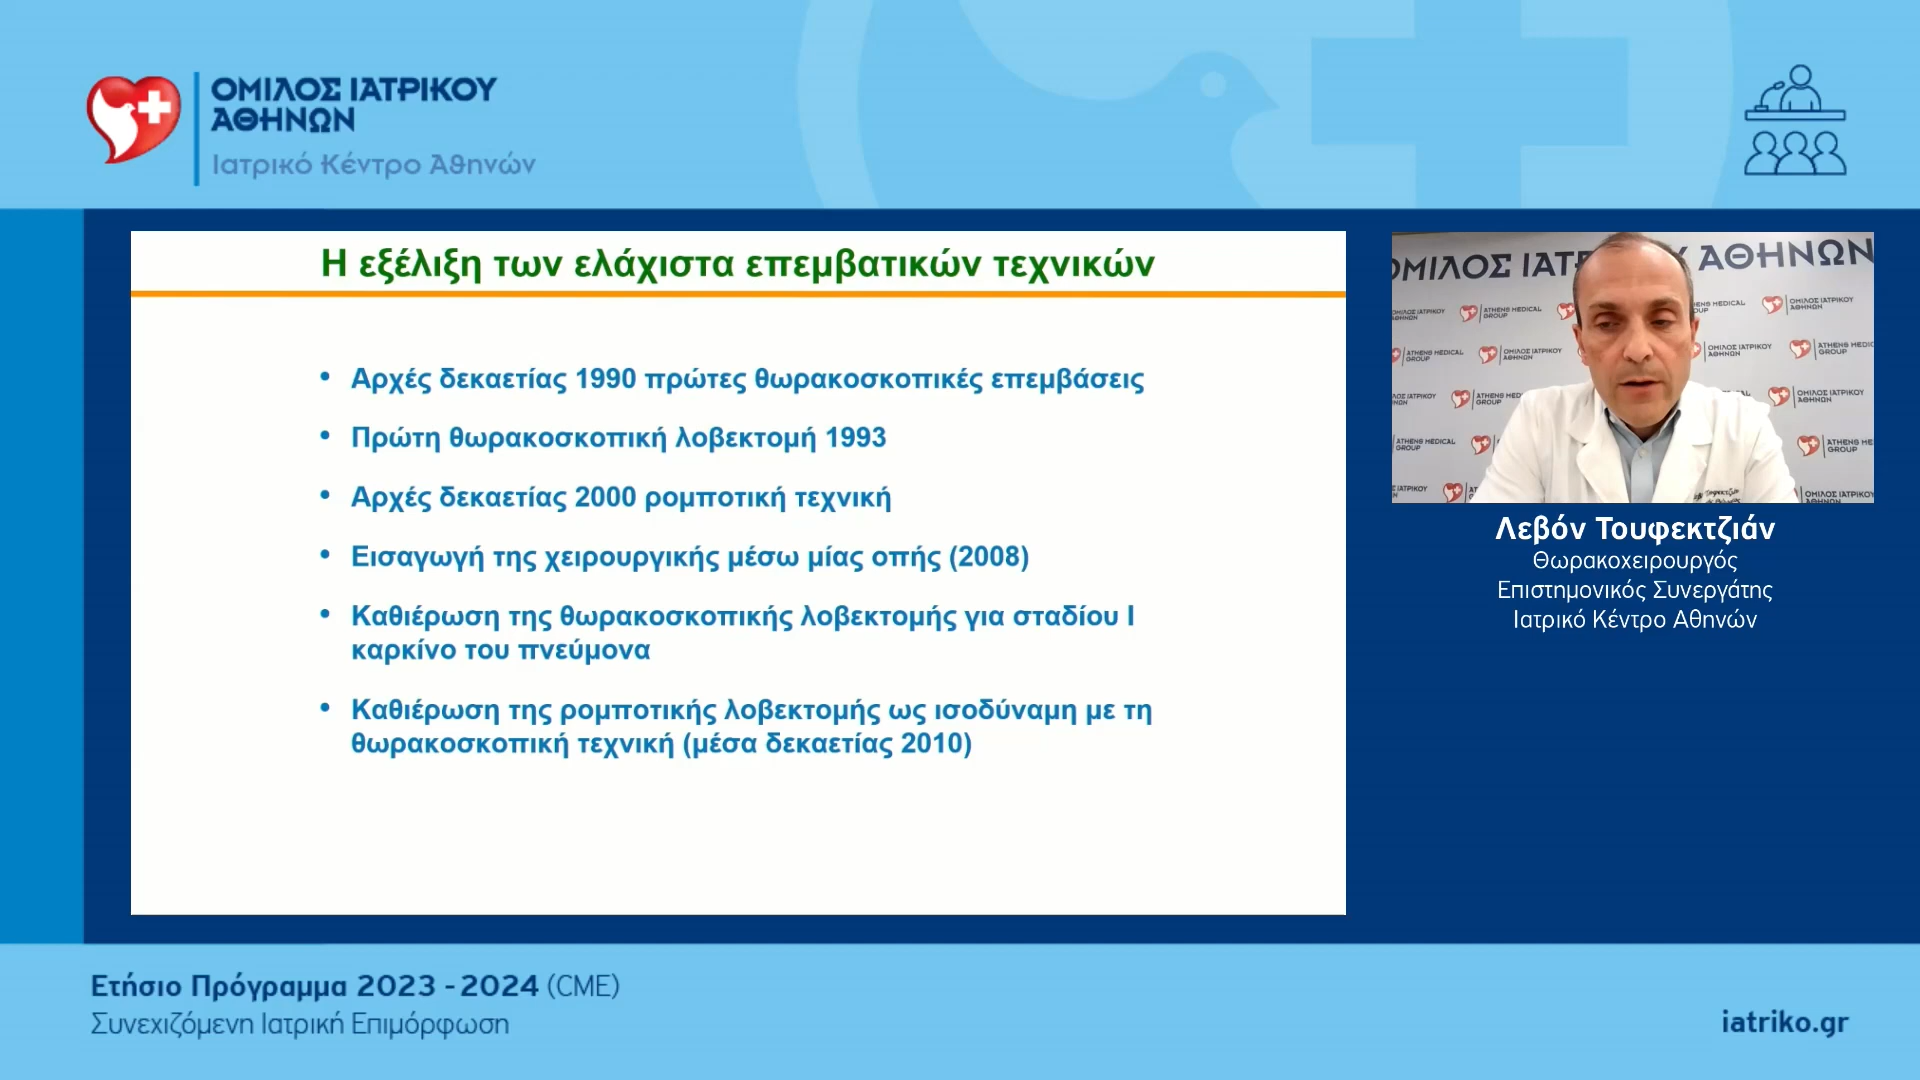 ΟΜΙΛΟΣ ΙΑΤΡΙΚΟΥ
ΑΘΗΝΩΝ
Ιατρικό Κέντρο Αθηνών
Η εξέλιξη των ελάχιστα επεμβατικών τεχνικών
• Αρχές δεκαετίας 1990 πρώτες θωρακοσκοπικές επεμβάσεις
• Πρώτη θωρακοσκοπική λοβεκτομή 1993
• Αρχές δεκαετίας 2000 ρομποτική τεχνική
• Εισαγωγή της χειρουργικής μέσω μίας οπής (2008)
• Καθιέρωση της θωρακοσκοπικής λοβεκτομής για σταδίου Ι
καρκίνο του πνεύμονα
• Καθιέρωση της ρομποτικής λοβεκτομής ως ισοδύναμη με τη
θωρακοσκοπική τεχνική (μέσα δεκαετίας 2010)
Λεβόν Τουφεκτζιάν
Θωρακοχειρουργός
Επιστημονικός Συνεργάτης
Ιατρικό Κέντρο Αθηνών
Ετήσιο Πρόγραμμα 2023 - 2024 (CME)
Συνεχιζόμενη Ιατρική Επιμόρφωση
iatriko.gr